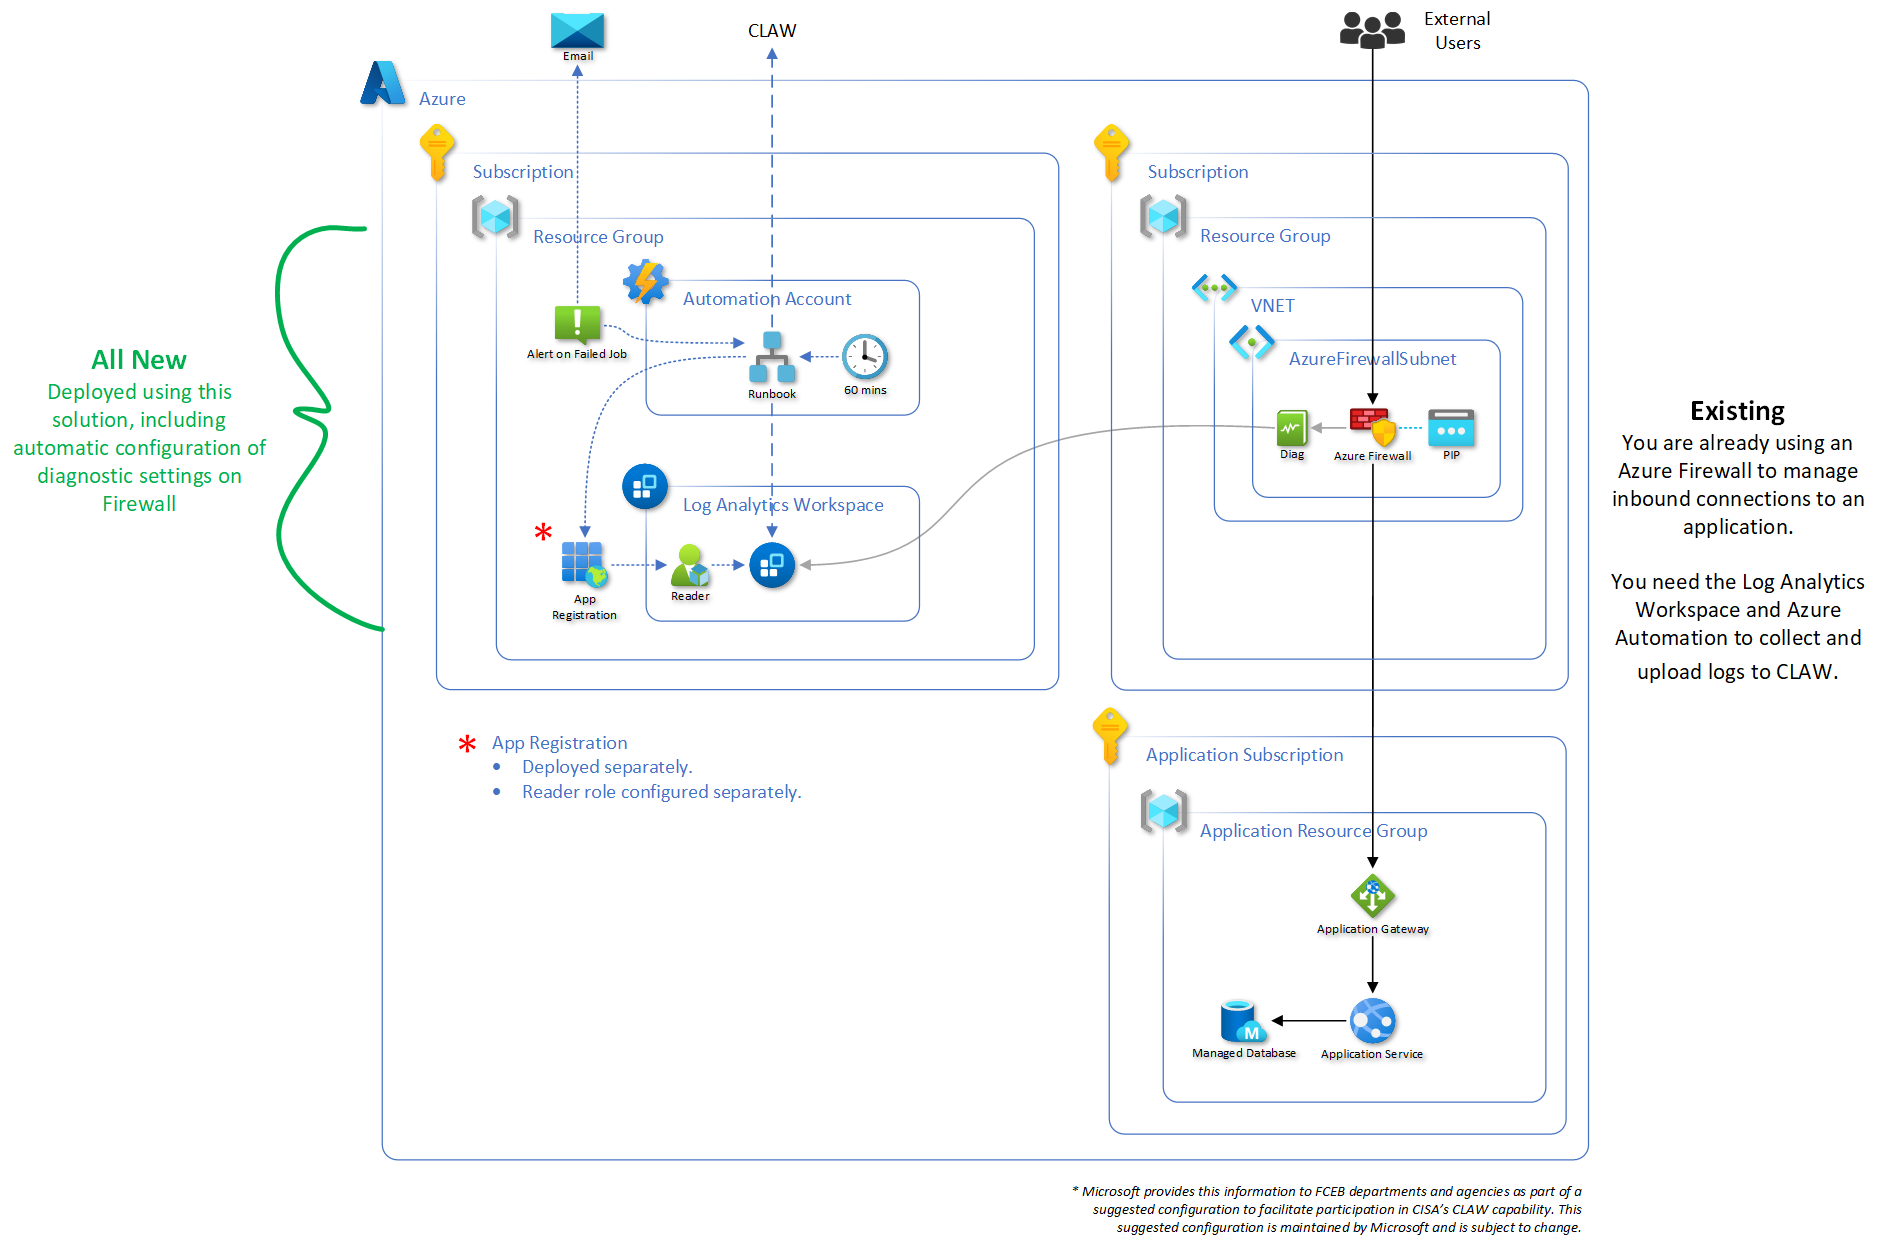 Email
CLAW
External
Users
Azure
Subscription
Resource Group
Automation Account
Alert on Failed Job
Runbook
60 mins
Log Analytics Workspace
*
App
Registration
Reader
All New
Deployed using this
solution, including
automatic configuration of
diagnostic settings on
Firewall
Subscription
Resource Group
VNET
AzureFirewallSubnet
Diag
Azure Firewall
PIP
Existing
You are already using an
Azure Firewall to manage
inbound connections to an
application.
You need the Log Analytics
Workspace and Azure
Automation to collect and
upload logs to CLAW.
* App Registration
• Deployed separately.
• Reader role configured separately.
Application Subscription
Application Resource Group
Application Gateway
Managed Database
M
Application Service
* Microsoft provides this information to FCEB departments and agencies as part of a
suggested configuration to facilitate participation in CISA’s CLAW capability. This
suggested configuration is maintained by Microsoft and is subject to change.